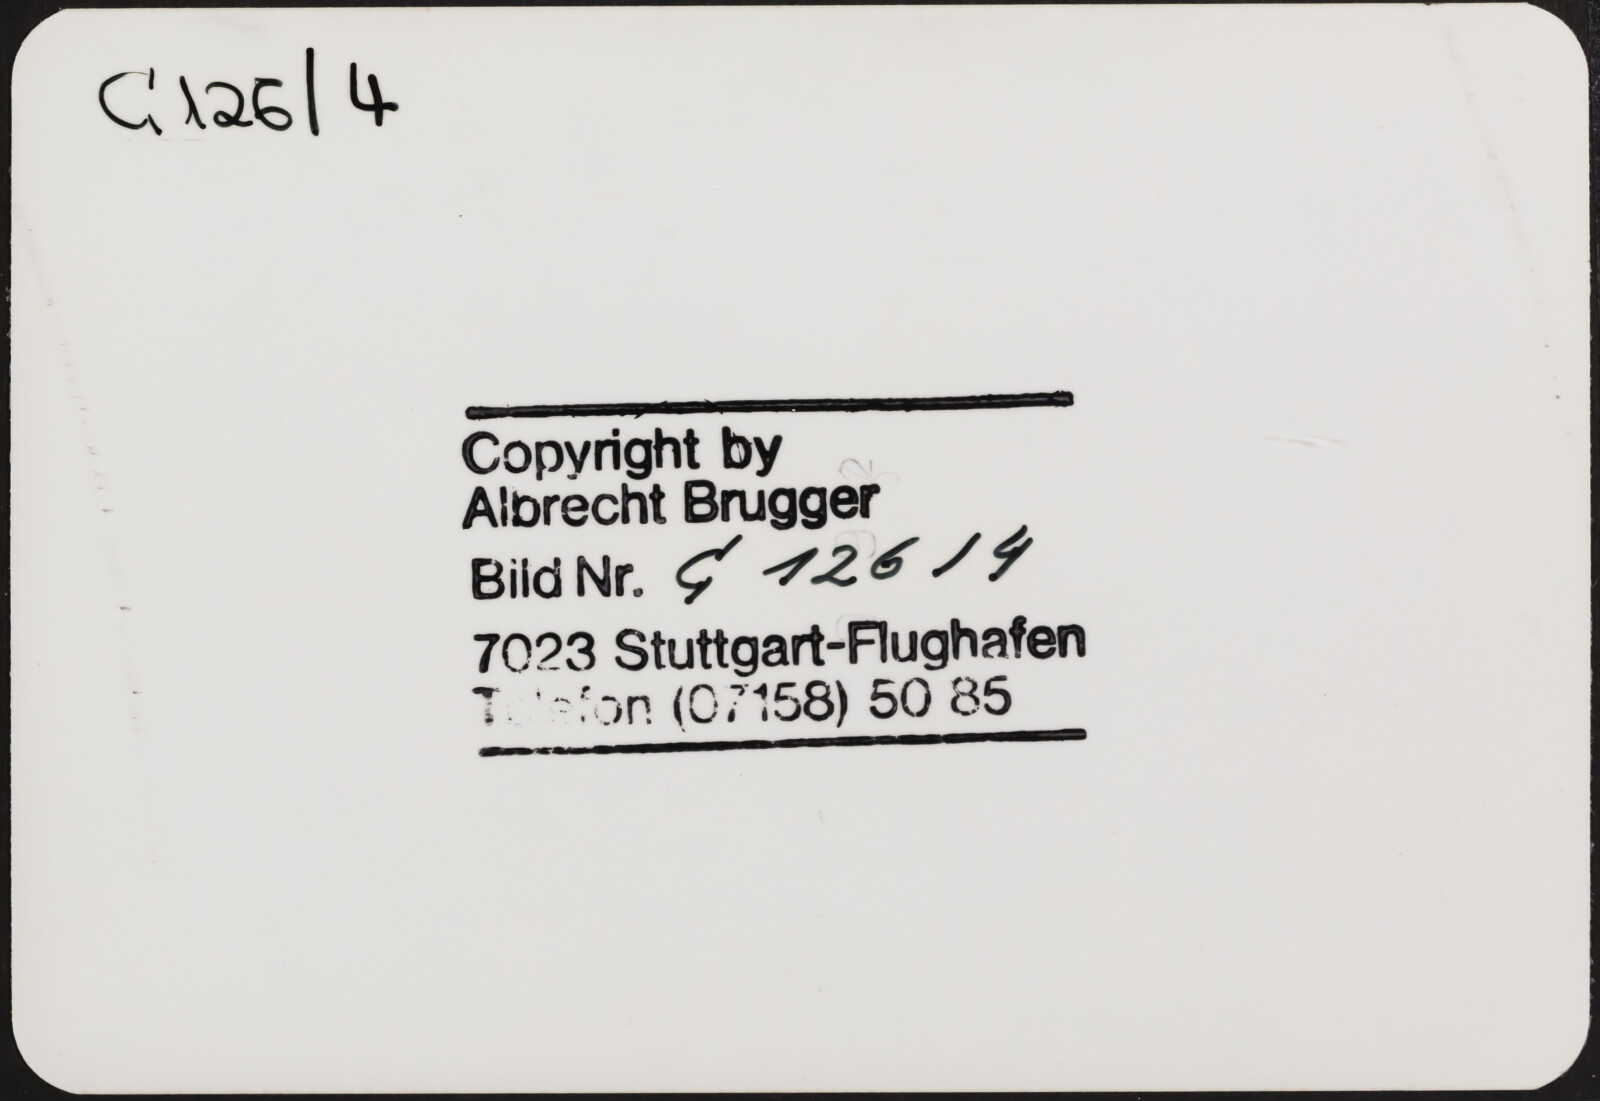 G 126/4
Copyright by
Albrecht Brugger
Bild Nr. G 126/4
7023 Stuttgart-Flughafen
Telefon (07158) 50 85